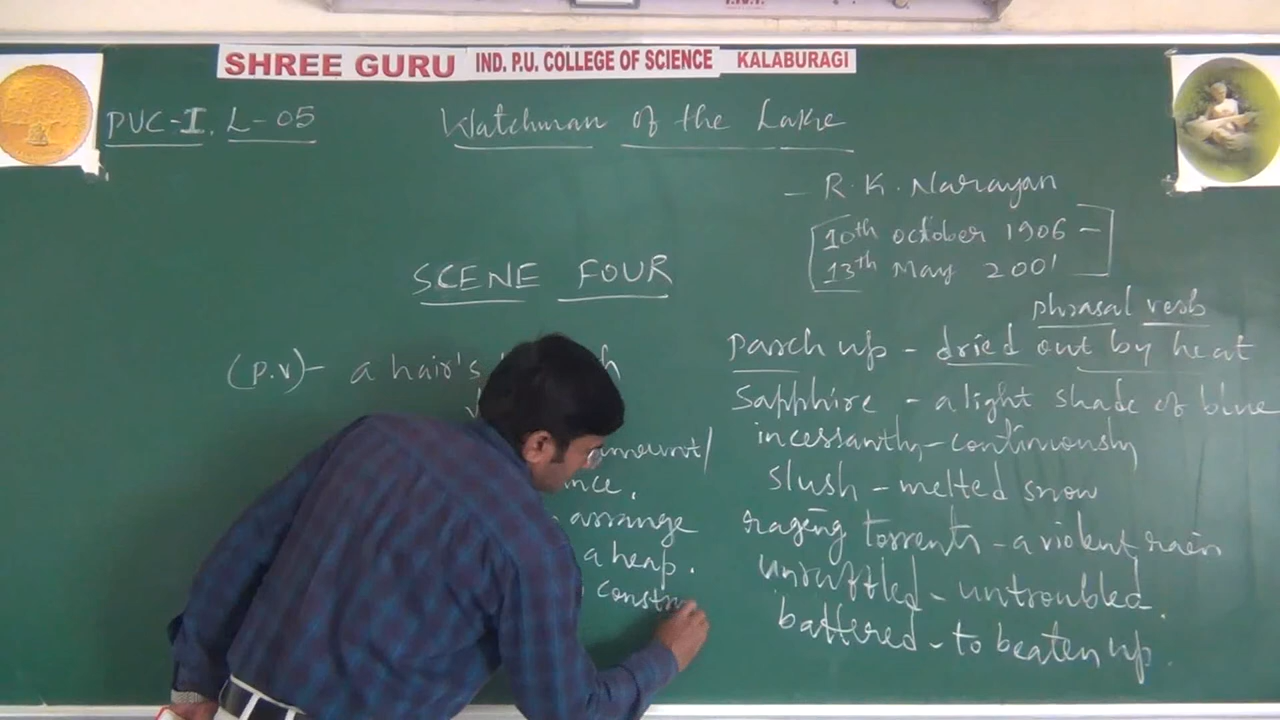 SHREE GURU IND. P.U. COLLEGE OF SCIENCE KALABURAGI
PUC-I, L-05
Watchman of the Lake
- R.K. Narayan
[10th october 1906 -
13th May 2001]
SCENE FOUR
(P.V)- a hair's
amount/
arrange
a heap.
phrasal verb
parch up - dried out by heat
Sapphire - a light shade of blue
incessantly - continuously
slush - melted snow
raging torrents - a violent rain
unruffled - untroubled.
battered - to beaten up.